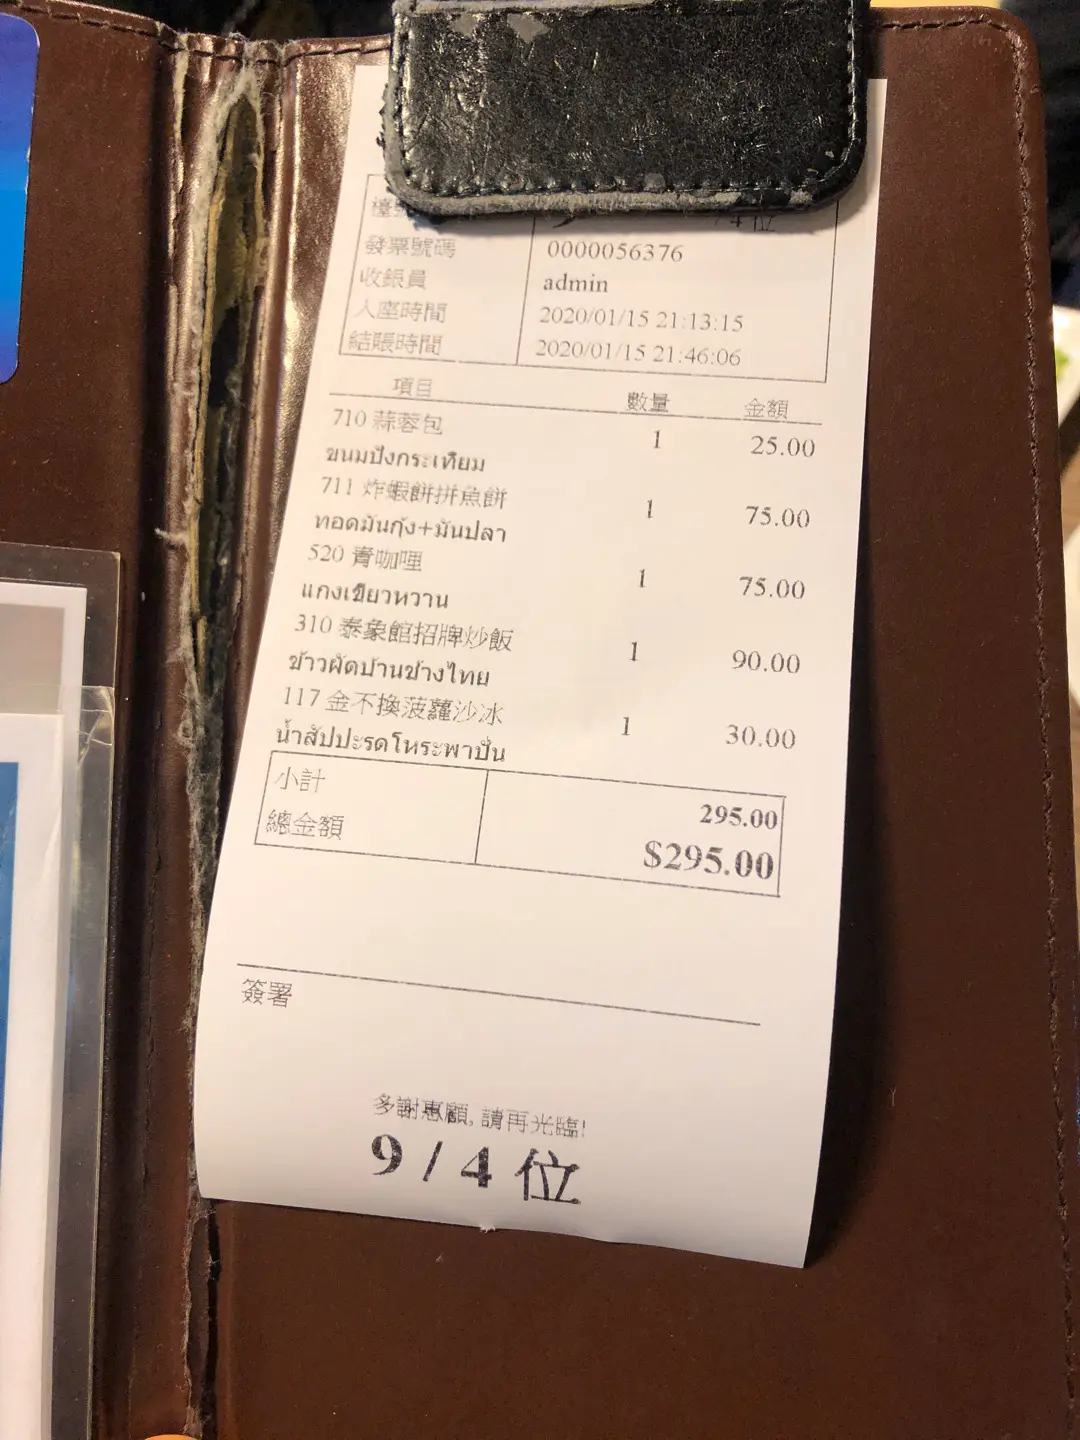 發票號碼 0000056376
收銀員 admin
入座時間 2020/01/15 21:13:15
結賬時間 2020/01/15 21:46:06
項目 數量 金額
710 蒜蓉包 1 25.00
ขนมปังกระเทียม
711 炸蝦餅拼魚餅 1 75.00
ทอดมันกุ้ง+มันปลา
520 青咖喱 1 75.00
แกงเขียวหวาน
310 泰象館招牌炒飯 1 90.00
ข้าวผัดบ้านช้างไทย
117 金不換菠蘿沙冰 1 30.00
น้ำสัปปะรดโหระพาปั่น
小計 295.00
總金額 $295.00
簽署
多謝惠顧, 請再光臨!
9 / 4 位